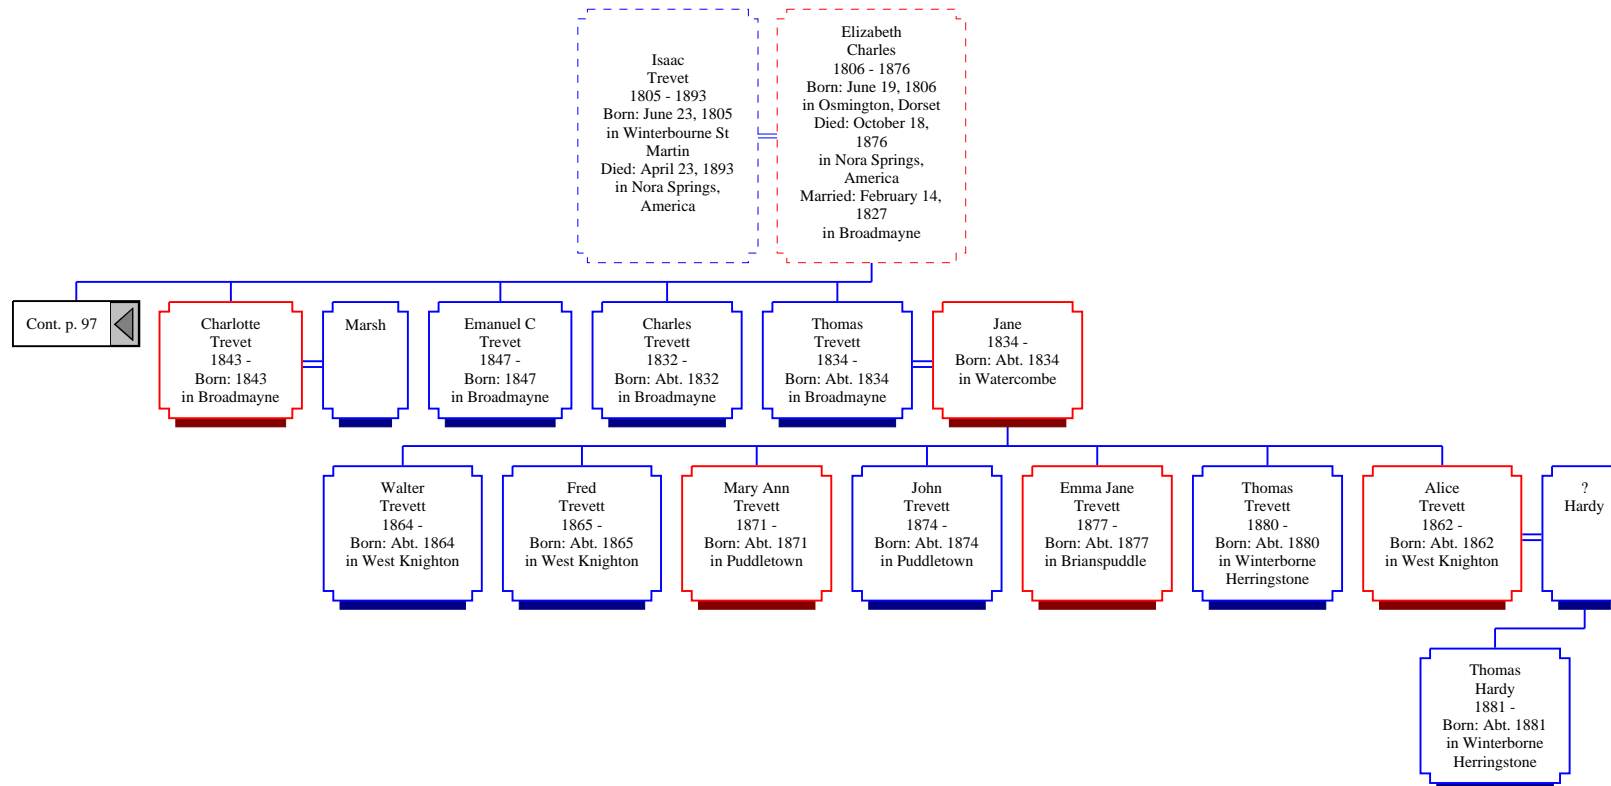 Isaac
Trevet
1805 - 1893
Born: June 23, 1805
in Winterbourne St
Martin
Died: April 23, 1893
in Nora Springs,
America
Elizabeth
Charles
1806 - 1876
Born: June 19, 1806
in Osmington, Dorset
Died: October 18,
1876
in Nora Springs,
America
Married: February 14,
1827
in Broadmayne
Cont. p. 97
Charlotte
Trevet
1843 -
Born: 1843
in Broadmayne
Marsh
Emanuel C
Trevet
1847 -
Born: 1847
in Broadmayne
Charles
Trevett
1832 -
Born: Abt. 1832
in Broadmayne
Thomas
Trevett
1834 -
Born: Abt. 1834
in Broadmayne
Jane
1834 -
Born: Abt. 1834
in Watercombe
Walter
Trevett
1864 -
Born: Abt. 1864
in West Knighton
Fred
Trevett
1865 -
Born: Abt. 1865
in West Knighton
Mary Ann
Trevett
1871 -
Born: Abt. 1871
in Puddletown
John
Trevett
1874 -
Born: Abt. 1874
in Puddletown
Emma Jane
Trevett
1877 -
Born: Abt. 1877
in Brianspuddle
Thomas
Trevett
1880 -
Born: Abt. 1880
in Winterborne
Herringstone
Alice
Trevett
1862 -
Born: Abt. 1862
in West Knighton
?
Hardy
Thomas
Hardy
1881 -
Born: Abt. 1881
in Winterborne
Herringstone